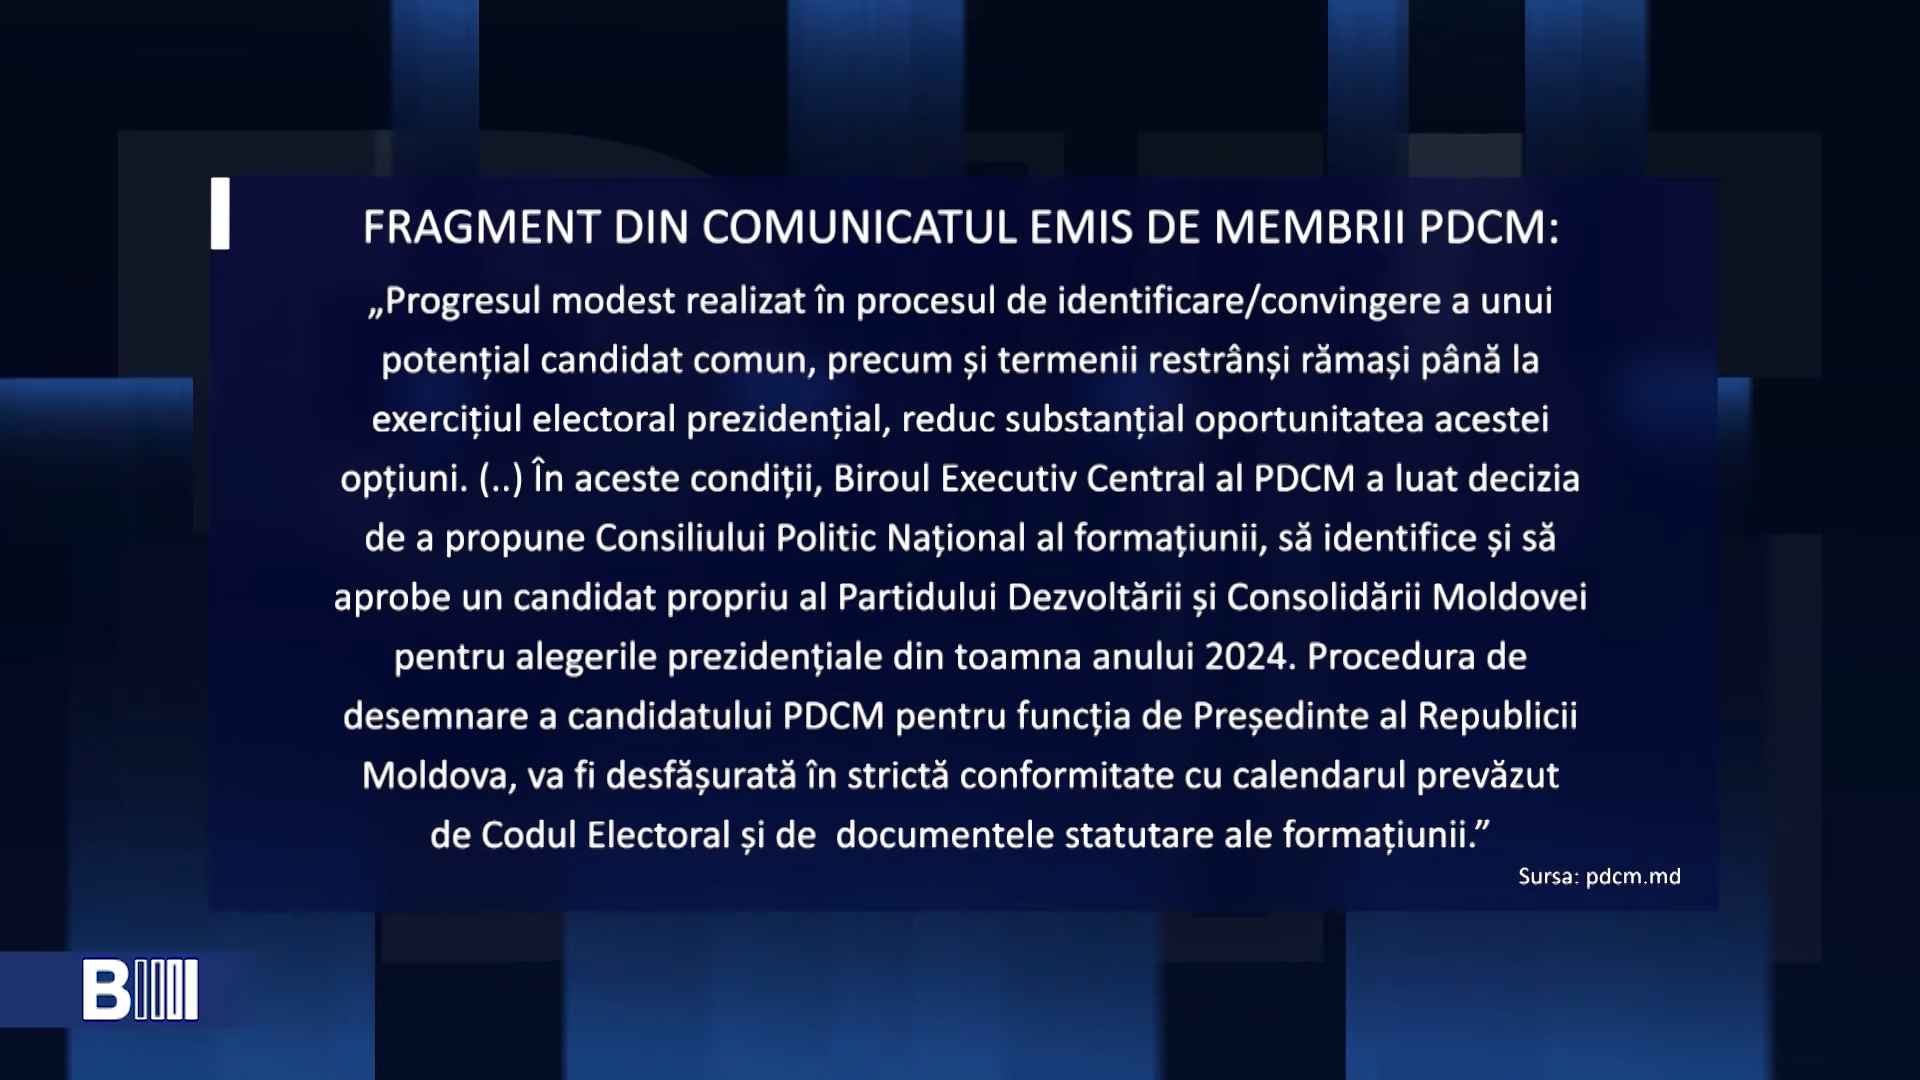 FRAGMENT DIN COMUNICATUL EMIS DE MEMBRII PDCM:
„Progresul modest realizat în procesul de identificare/convingere a unui
potențial candidat comun, precum și termenii restrânși rămași până la
exercițiul electoral prezidențial, reduc substanțial oportunitatea acestei
opțiuni. (..) În aceste condiții, Biroul Executiv Central al PDCM a luat decizia
de a propune Consiliului Politic Național al formațiunii, să identifice și să
aprobe un candidat propriu al Partidului Dezvoltării și Consolidării Moldovei
pentru alegerile prezidențiale din toamna anului 2024. Procedura de
desemnare a candidatului PDCM pentru funcția de Președinte al Republicii
Moldova, va fi desfășurată în strictă conformitate cu calendarul prevăzut
de Codul Electoral și de  documentele statutare ale formațiunii.”
Sursa: pdcm.md
B